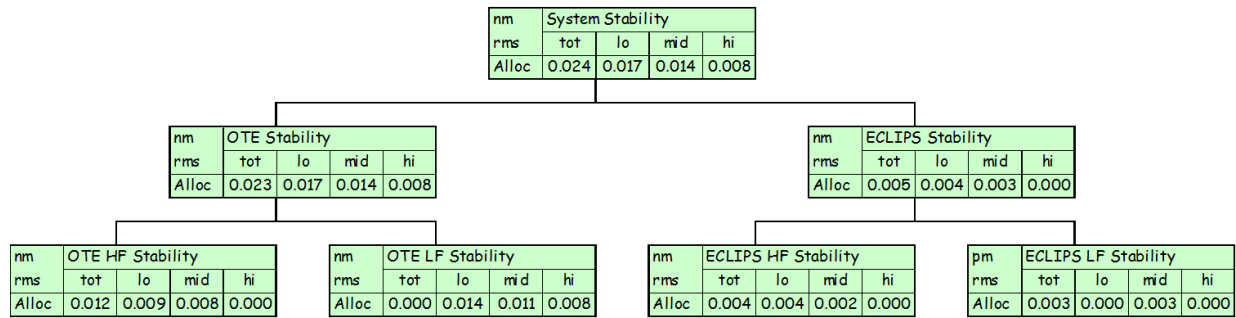 nm System Stability
rms tot lo mid hi
Alloc 0.024 0.017 0.014 0.008
nm OTE Stability
rms tot lo mid hi
Alloc 0.023 0.017 0.014 0.008
nm ECLIPS Stability
rms tot lo mid hi
Alloc 0.005 0.004 0.003 0.000
nm OTE HF Stability
rms tot lo mid hi
Alloc 0.012 0.009 0.008 0.000
nm OTE LF Stability
rms tot lo mid hi
Alloc 0.000 0.014 0.011 0.008
nm ECLIPS HF Stability
rms tot lo mid hi
Alloc 0.004 0.004 0.002 0.000
pm ECLIPS LF Stability
rms tot lo mid hi
Alloc 0.003 0.000 0.003 0.000